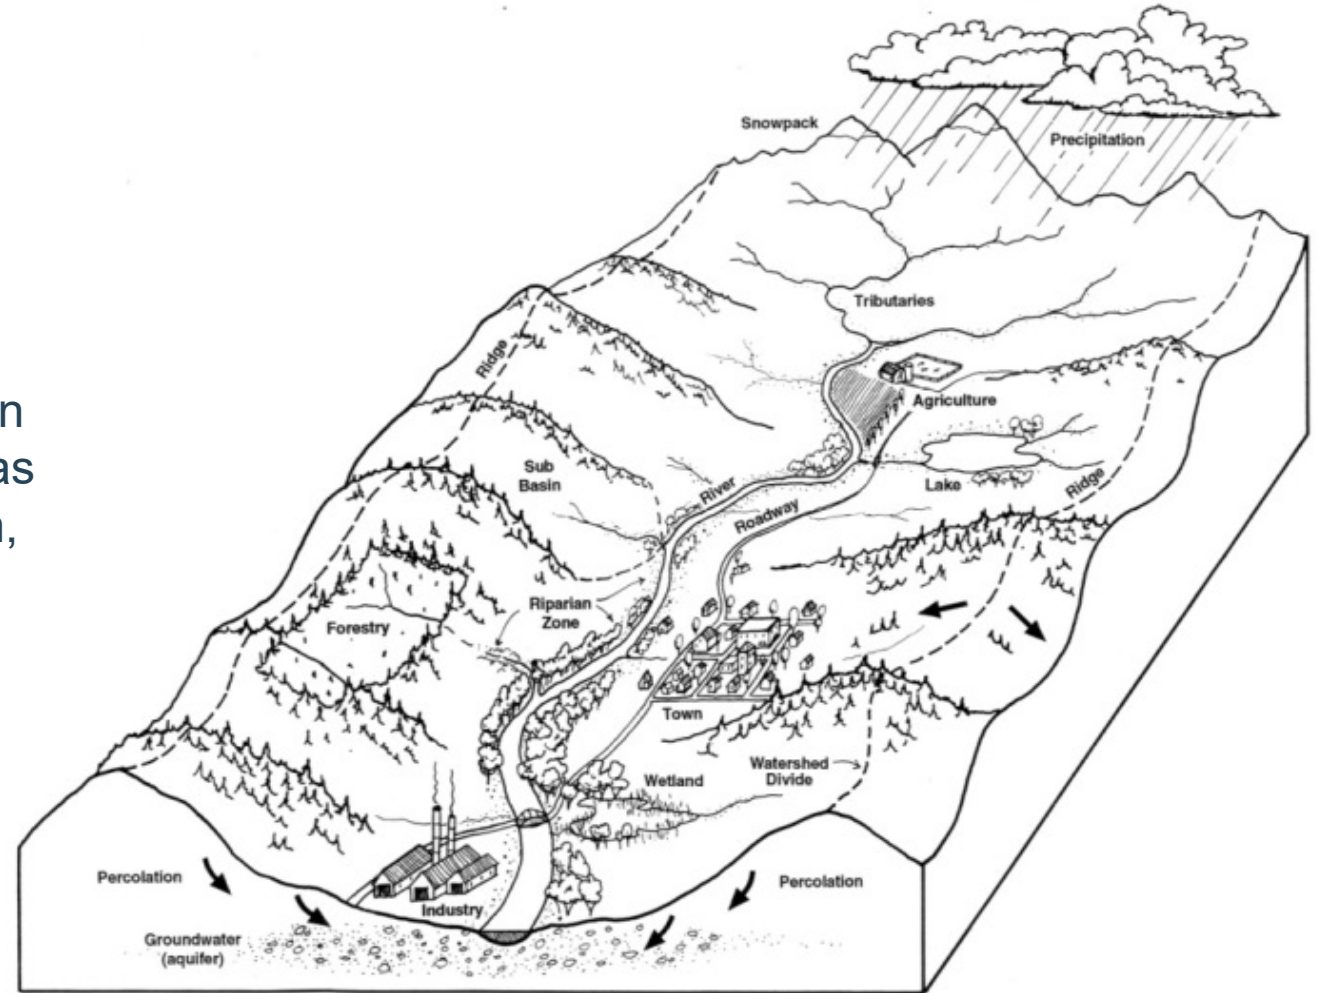 Snowpack
Precipitation
Tributaries
Ridge
Agriculture
n
as
,
Sub
Basin
River
Lake
Ridge
Roadway
Riparian
Zone
Forestry
Town
Watershed
Divide
Wetland
Percolation
Percolation
Industry
Groundwater
(aquifer)